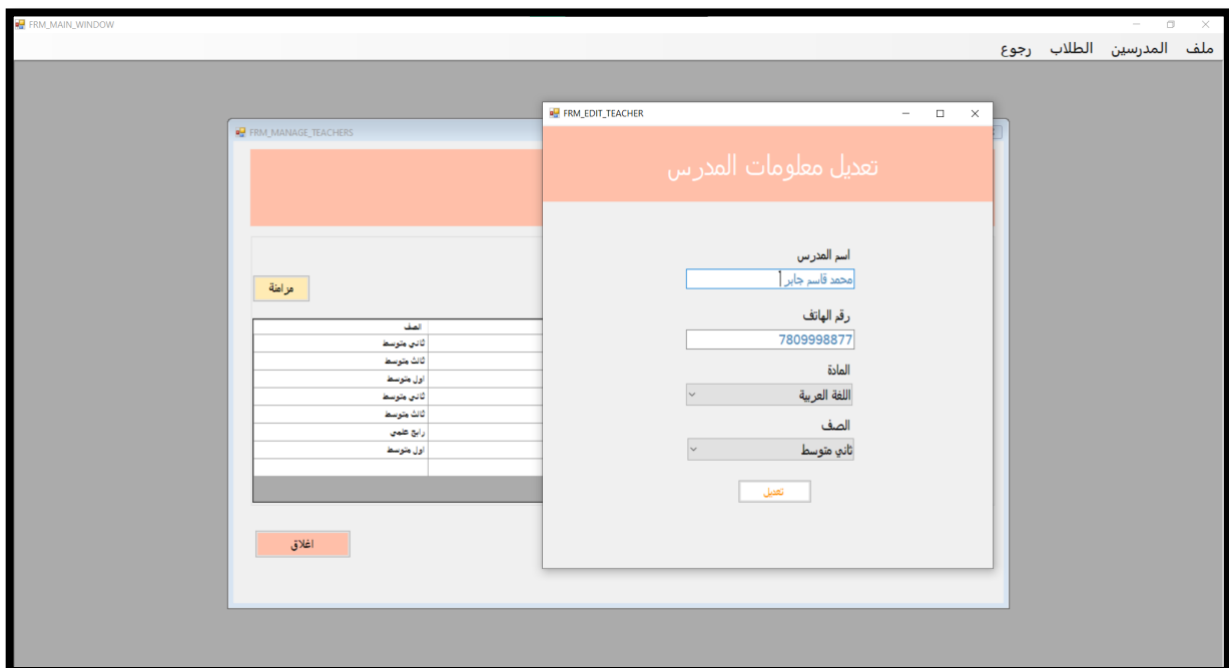 FRM_MAIN_WINDOW
ملف المدرسين الطلاب رجوع
FRM_MANAGE_TEACHERS
مزامنة
الصف
ثاني متوسط
ثالث متوسط
اول متوسط
ثاني متوسط
ثالث متوسط
رابع علمي
اول متوسط
اغلاق
FRM_EDIT_TEACHER
تعديل معلومات المدرس
اسم المدرس
محمد قاسم جابر
رقم الهاتف
7809998877
المادة
اللغة العربية
الصف
ثاني متوسط
تعديل